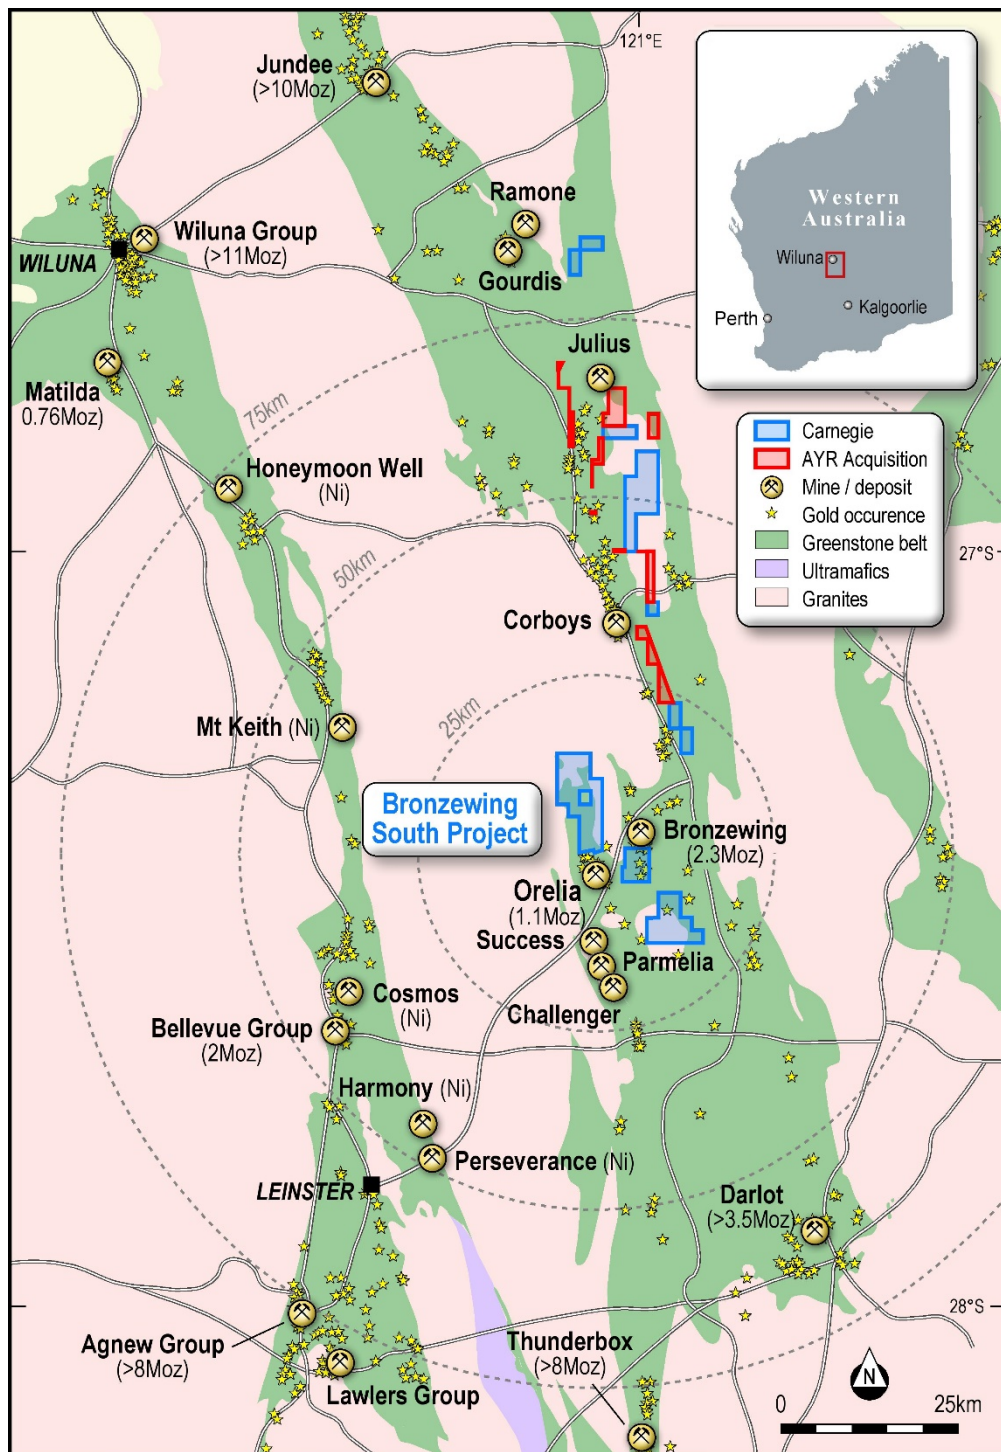 121°E
Jundee
(>10Moz)
Western
Australia
Wiluna
Kalgoorlie
Perth
Ramone
Wiluna Group
(>11Moz)
WILUNA
Gourdis
Julius
Matilda
0.76Moz)
75km
Carnegie
AYR Acquisition
Mine / deposit
Gold occurence
Greenstone belt
Ultramafics
Granites
Honeymoon Well
(Ni)
27°S
50km
Corboys
25km
Mt Keith (Ni)
Bronzewing
South Project
Bronzewing
(2.3Moz)
Orelia
(1.1Moz)
Success
Parmelia
Challenger
Cosmos
(Ni)
Bellevue Group
(2Moz)
Harmony (Ni)
Perseverance (Ni)
LEINSTER
Darlot
(>3.5Moz)
28°S
Agnew Group
(>8Moz)
Lawlers Group
Thunderbox
(>8Moz)
N
0 25km